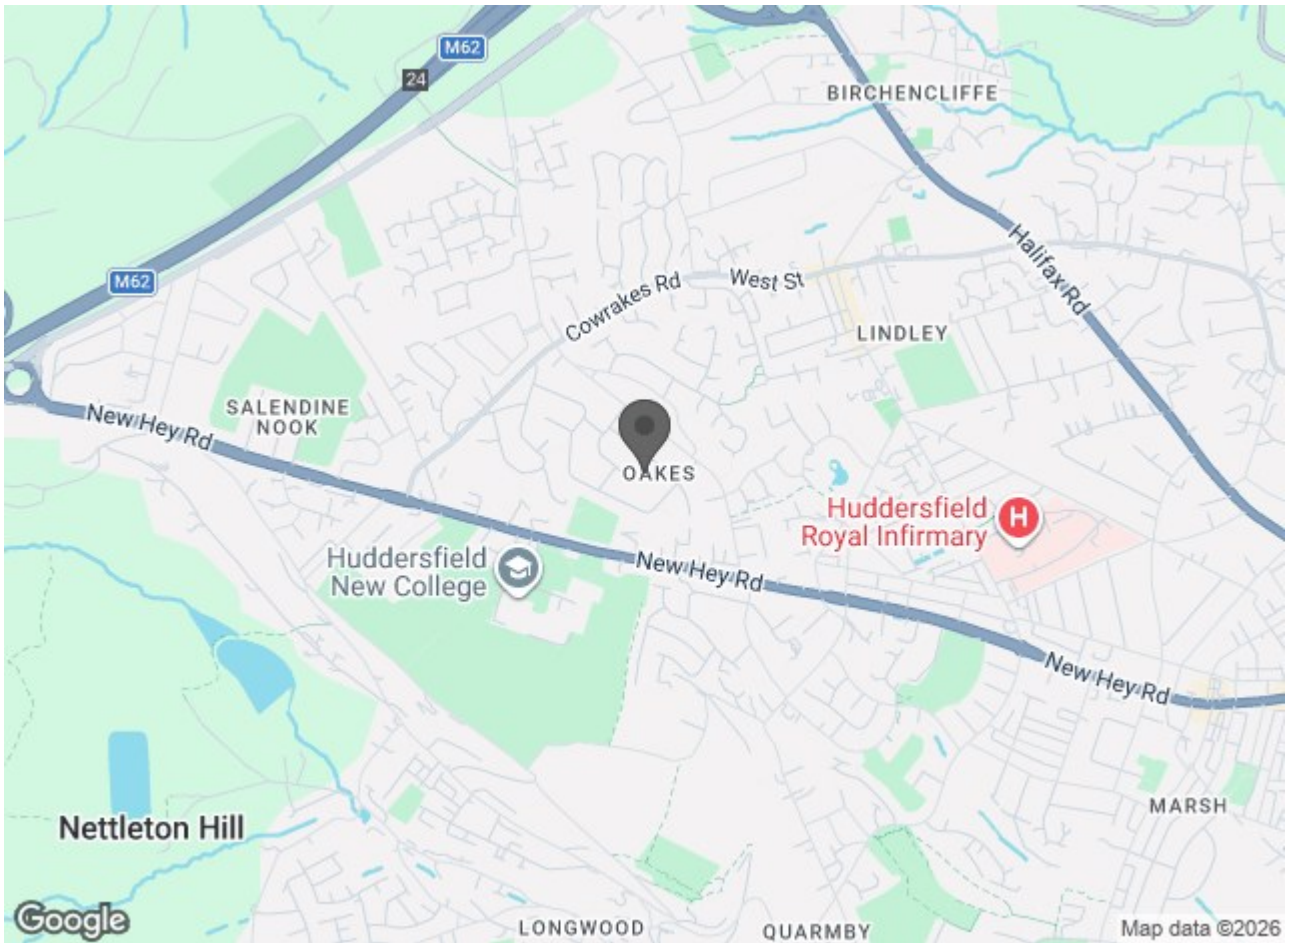 M62
24
BIRCHENCLIFFE
Halifax Rd
M62
West St
Cowrakes Rd
LINDLEY
SALENDINE
NOOK
New Hey Rd
OAKES
Huddersfield
Royal Infirmary
H
Huddersfield
New College
New Hey Rd
New Hey Rd
MARSH
Nettleton Hill
Google
LONGWOOD
QUARMBY
Map data ©2026